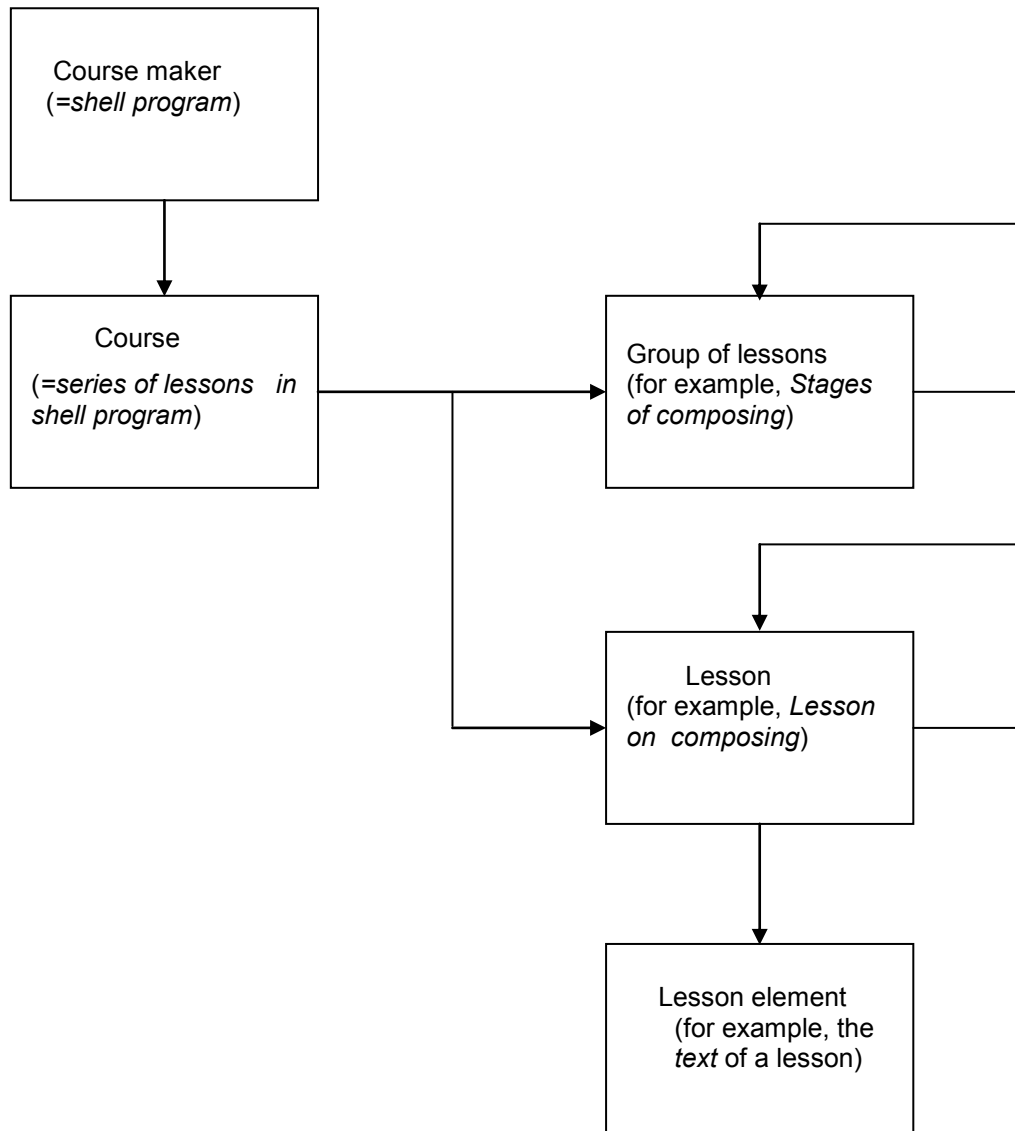 Course maker
(=shell program)
Course
(=series of lessons in
shell program)
Group of lessons
(for example, Stages
of composing)
Lesson
(for example, Lesson
on composing)
Lesson element
(for example, the
text of a lesson)